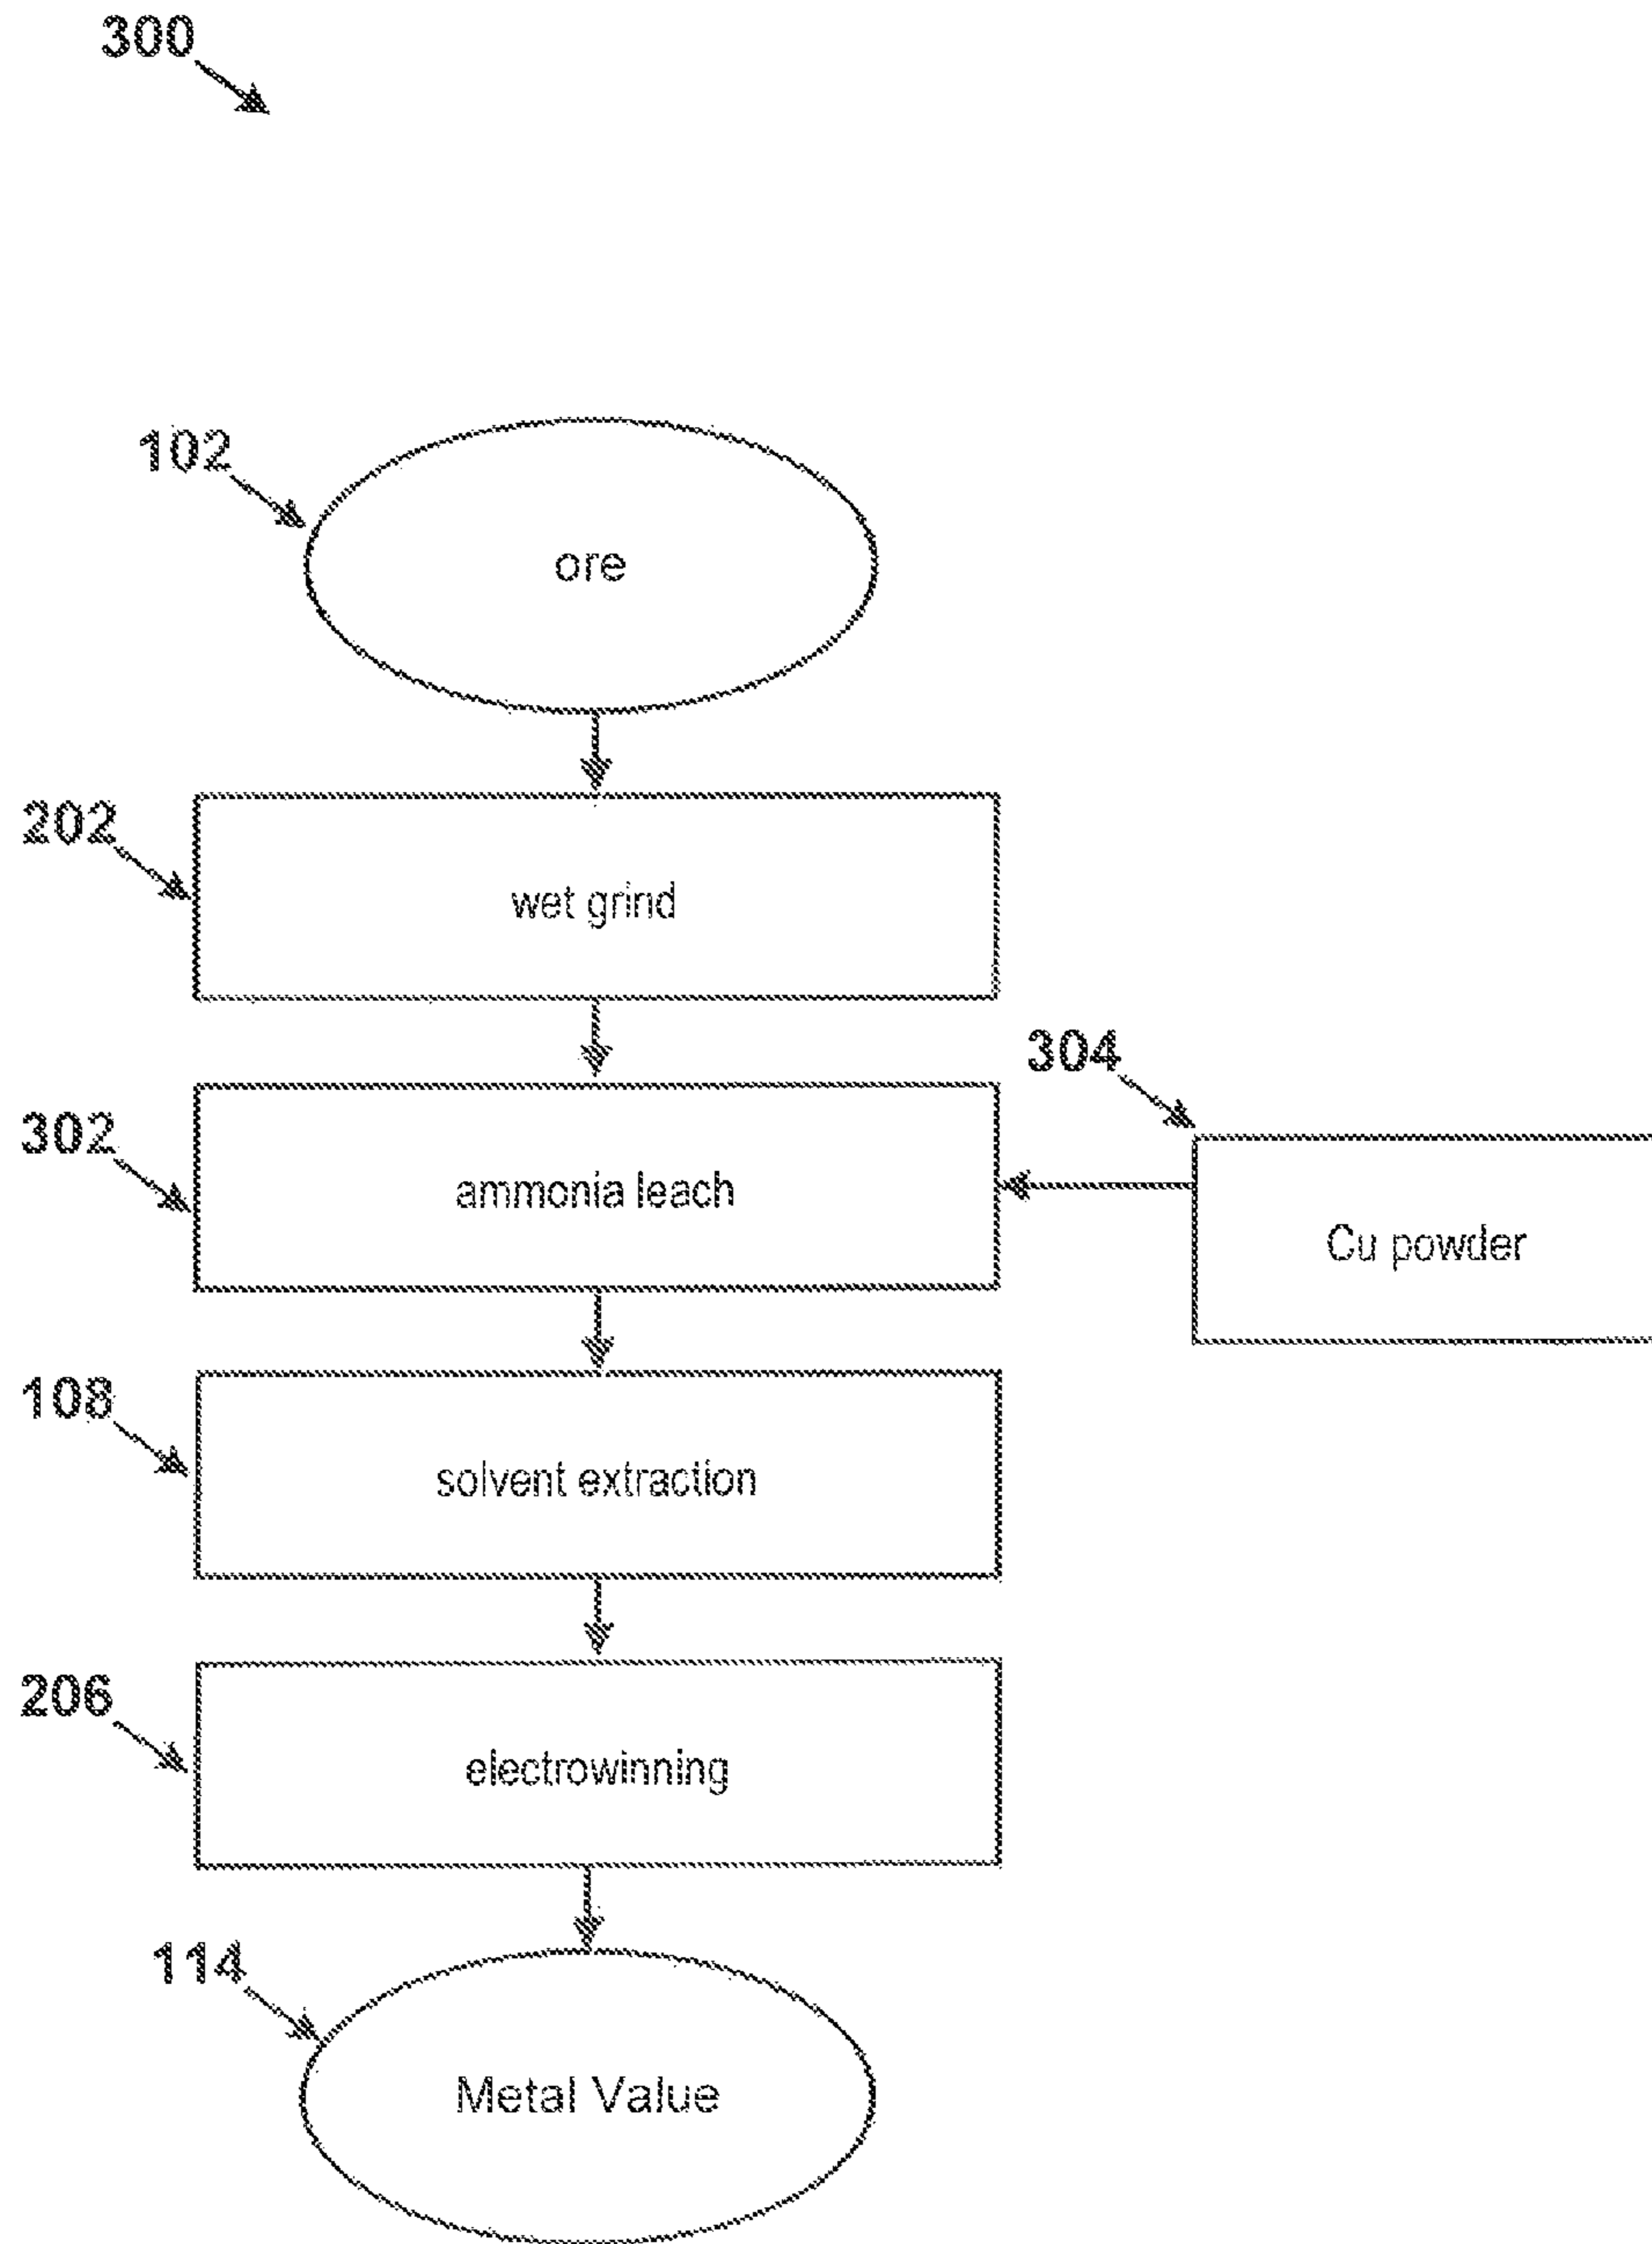 300
102
ore
202
wet grind
304
302
ammonia leach
Cu powder
108
solvent extraction
206
electrowinning
114
Metal Value